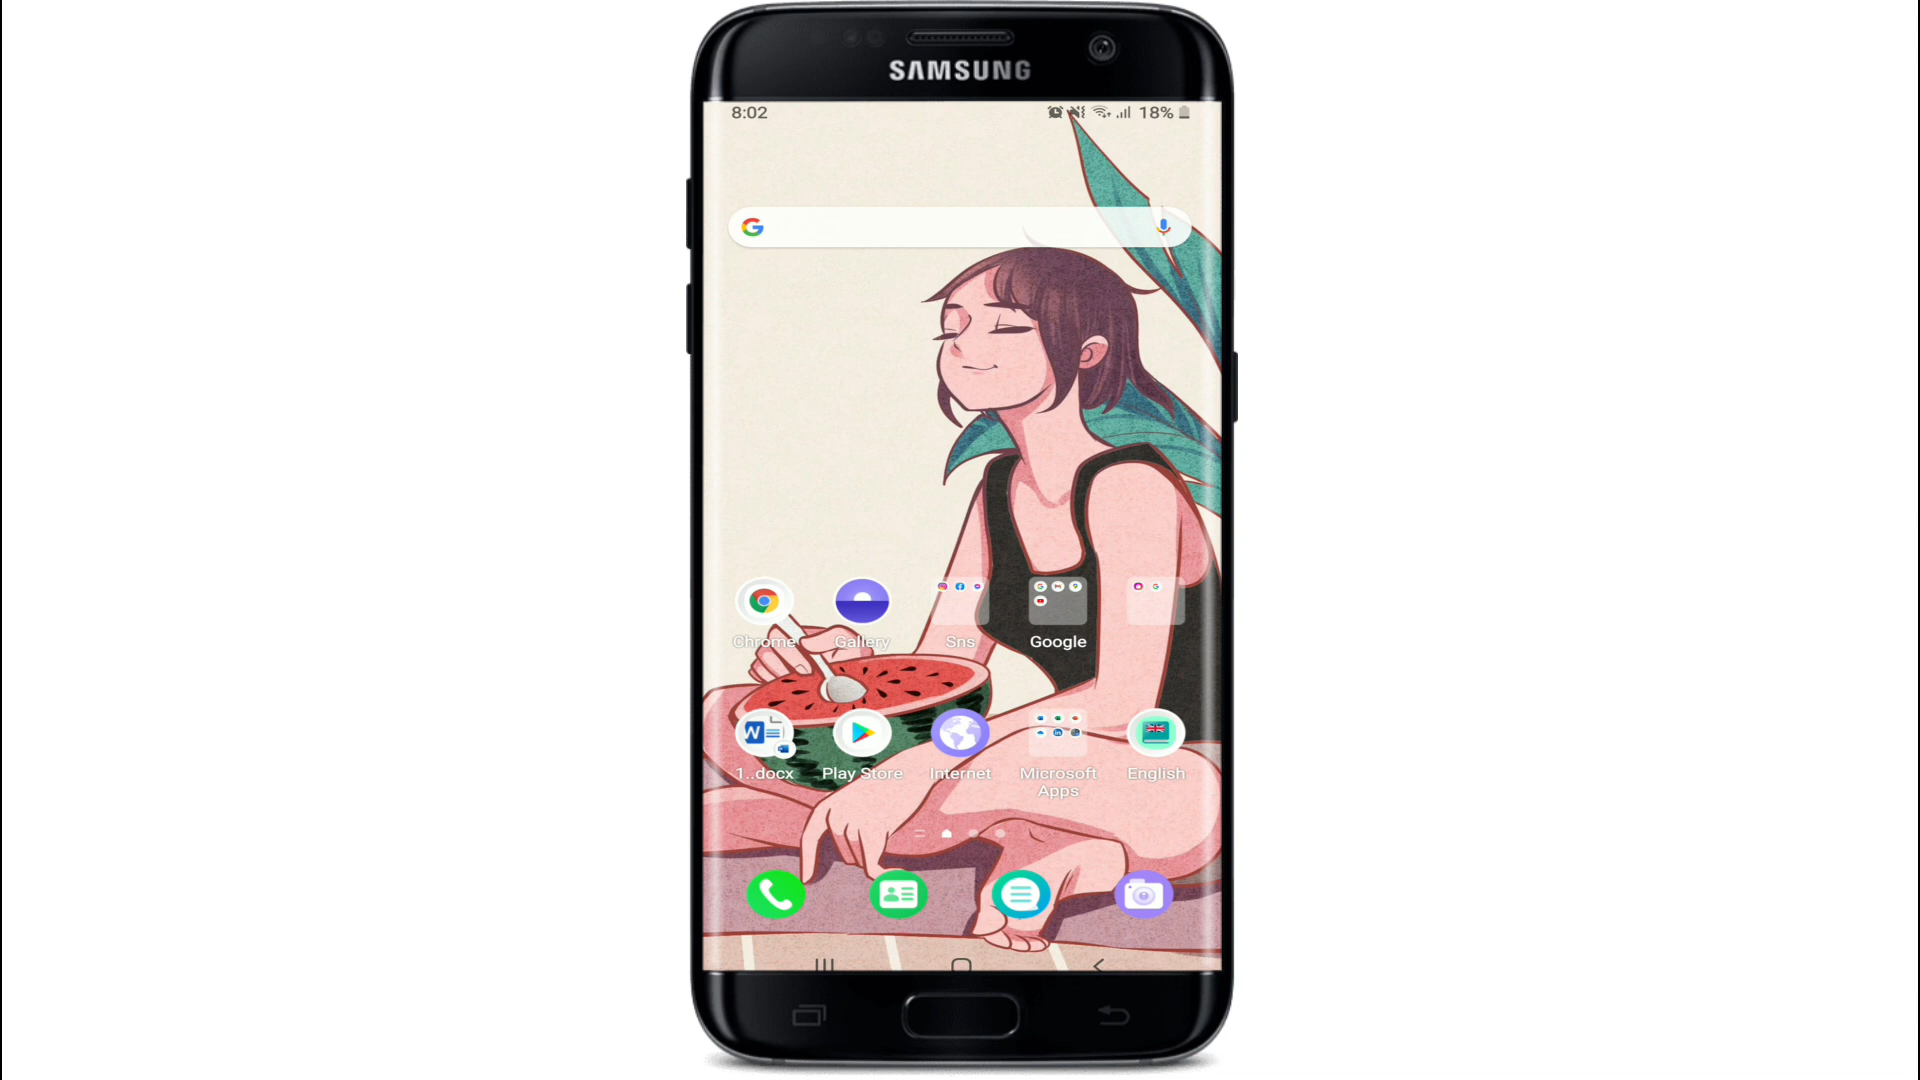 SAMSUNG
8:02 18%
Chrome Gallery Sns Google
1..docx Play Store Internet Microsoft Apps English